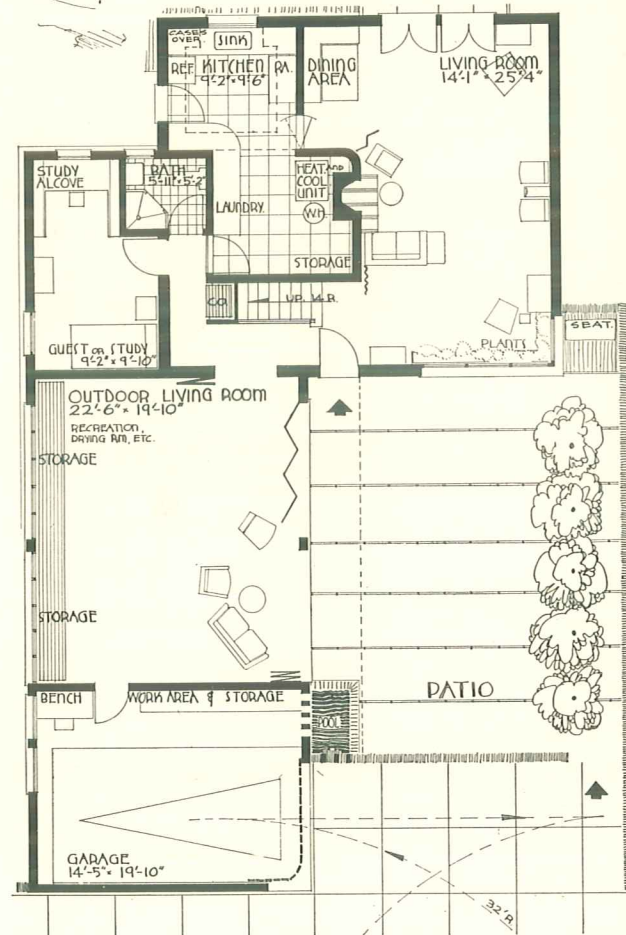 CASES
OVER.
SINK
REF.
KITCHEN
9'-2" x 9'-6"
RA.
DINING
AREA
LIVING ROOM
14'-1" x 25'-4"
STUDY
ALCOVE
BATH
5'-11" x 5'-2"
LAUNDRY
HEAT AND
COOL
UNIT
W.H.
STORAGE
CO.
UP. 14 R.
GUEST OR STUDY
9'-2" x 9'-10"
PLANTS
SEAT.
OUTDOOR LIVING ROOM
22'-6" x 19'-10"
RECREATION,
DRYING RM, ETC.
STORAGE
STORAGE
PATIO
BENCH
WORK AREA & STORAGE
POOL
GARAGE
14'-5" x 19'-10"
32' R.